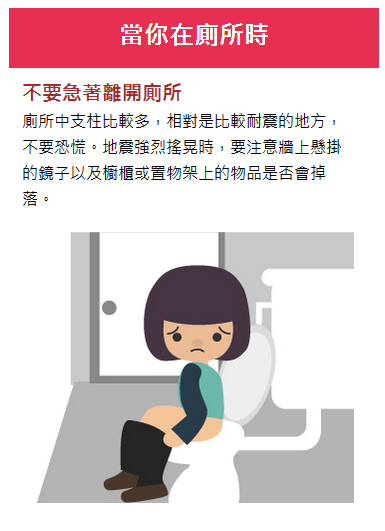 當你在廁所時
不要急著離開廁所
廁所中支柱比較多，相對是比較耐震的地方，
不要恐慌。地震強烈搖晃時，要注意牆上懸掛
的鏡子以及櫥櫃或置物架上的物品是否會掉
落。